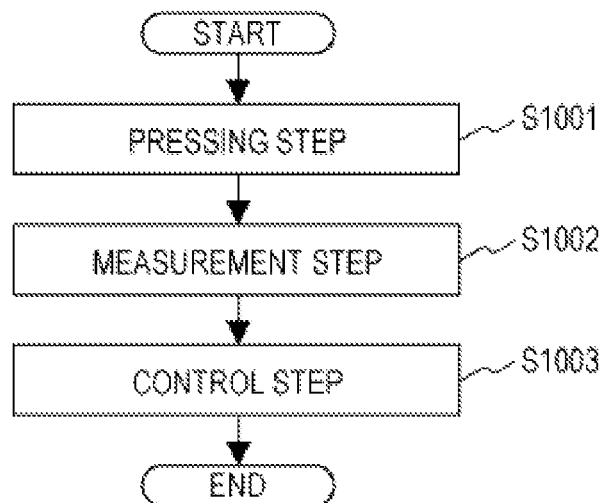 START
PRESSING STEP
S1001
MEASUREMENT STEP
S1002
CONTROL STEP
S1003
END